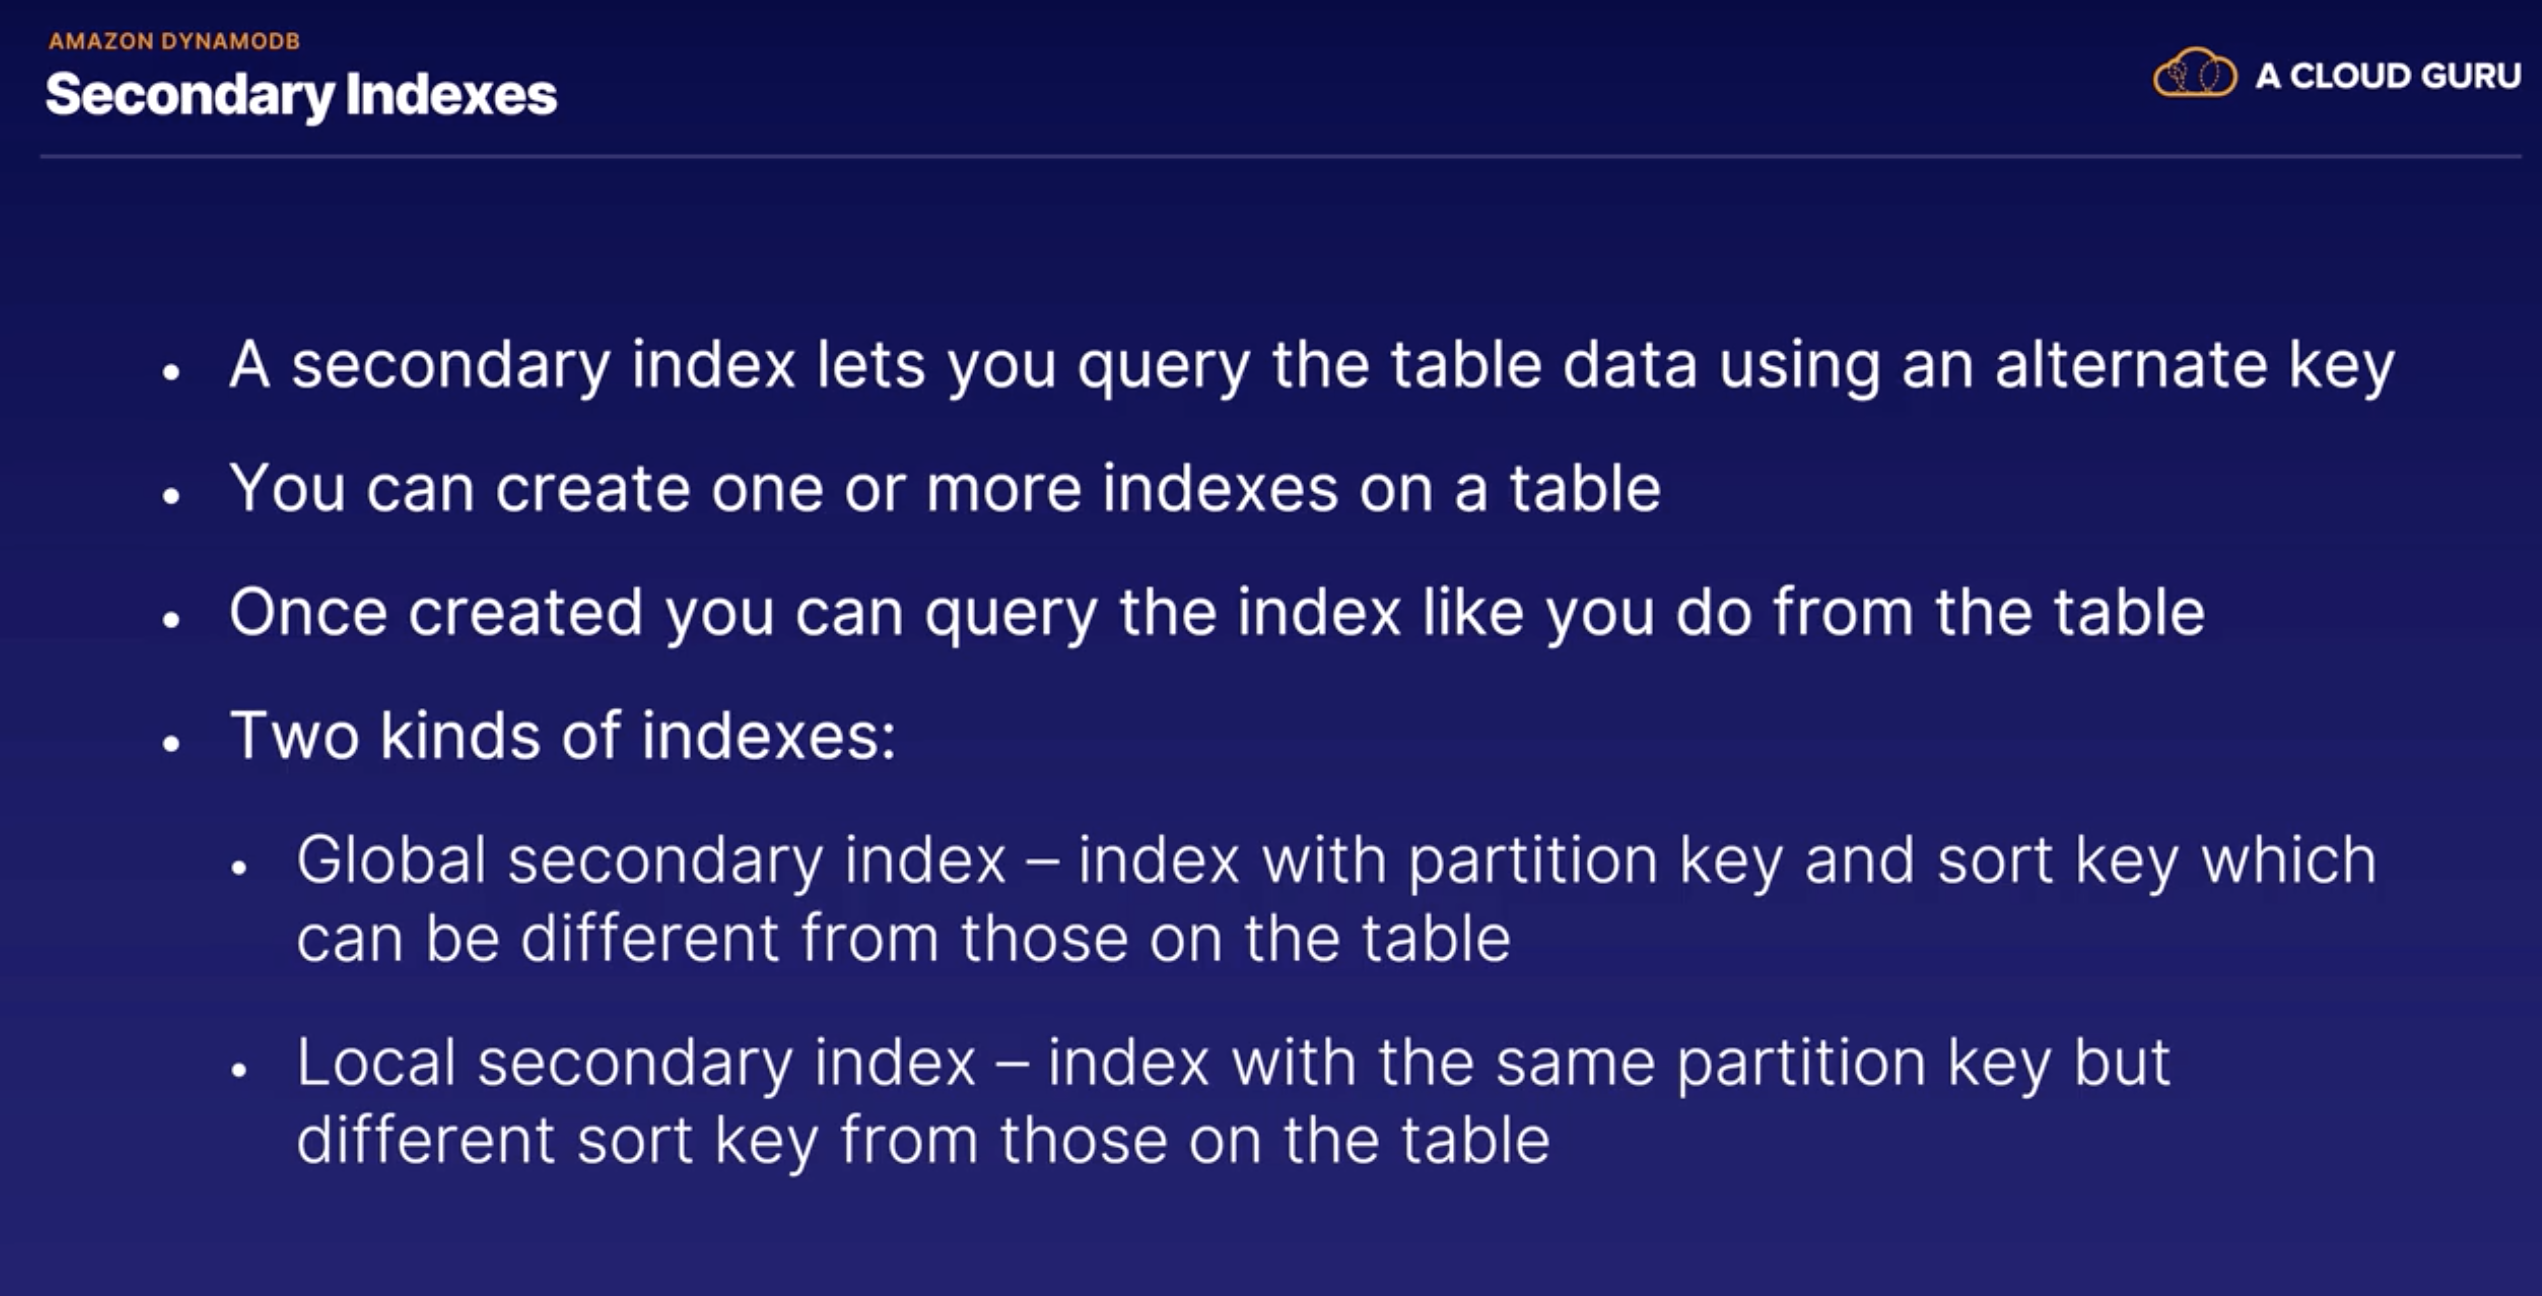 AMAZON DYNAMODB
Secondary Indexes
A CLOUD GURU
• A secondary index lets you query the table data using an alternate key
• You can create one or more indexes on a table
• Once created you can query the index like you do from the table
• Two kinds of indexes:
• Global secondary index – index with partition key and sort key which
can be different from those on the table
• Local secondary index – index with the same partition key but
different sort key from those on the table